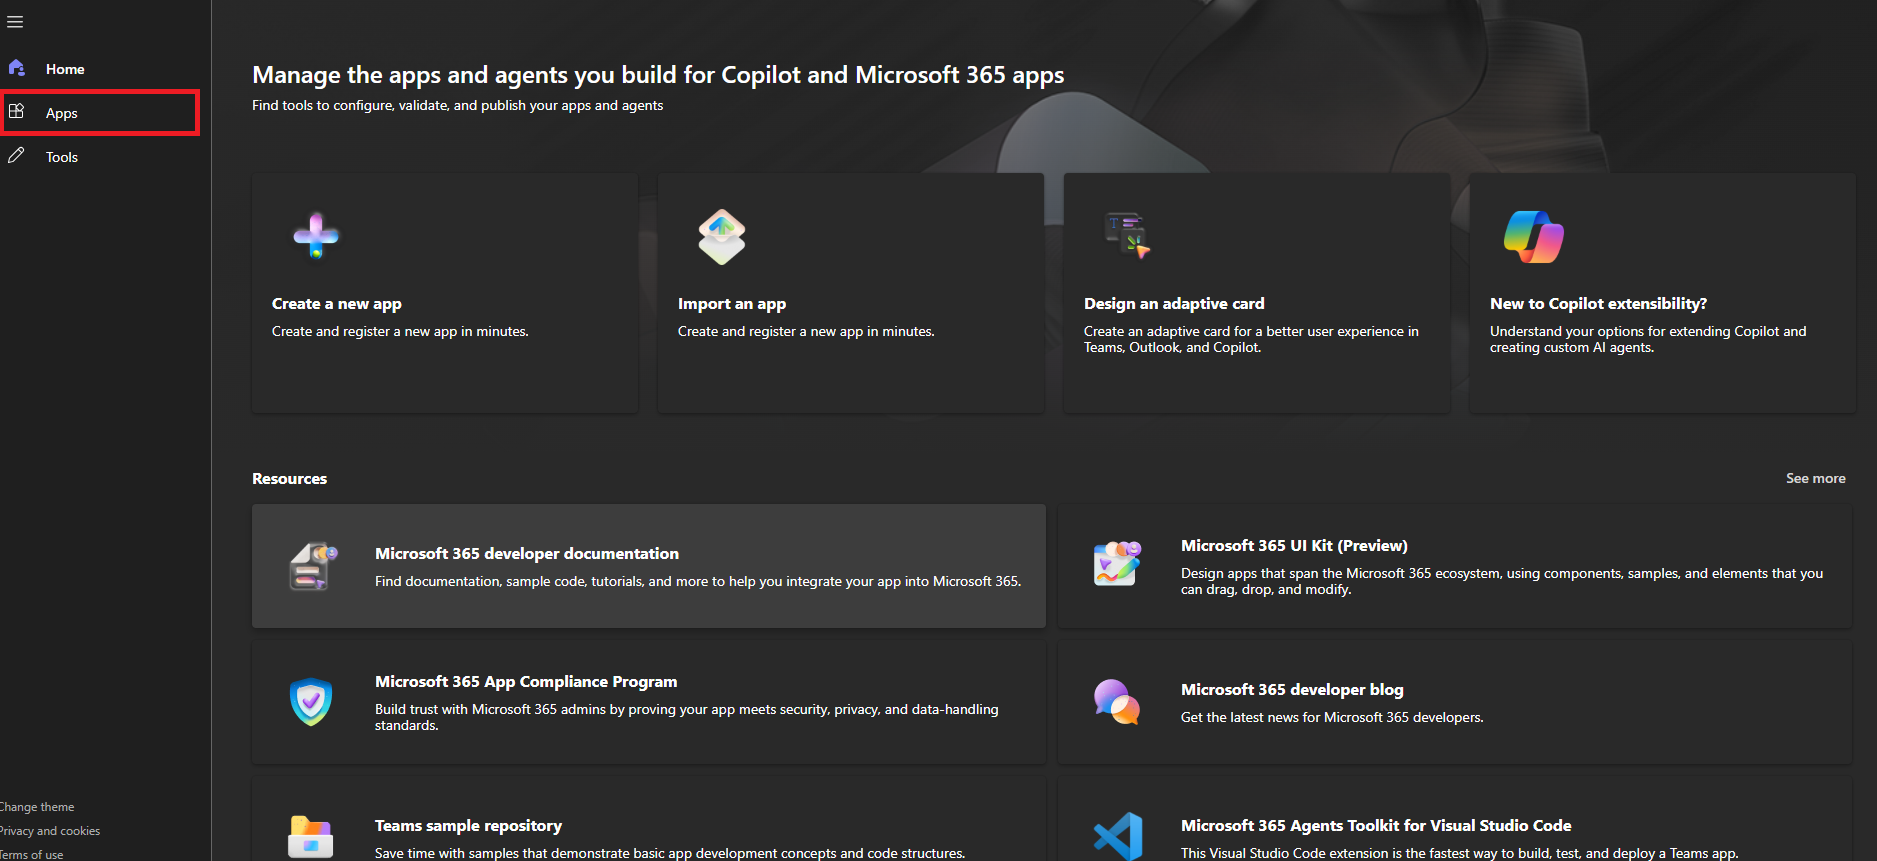 Home
Apps
Tools
Manage the apps and agents you build for Copilot and Microsoft 365 apps
Find tools to configure, validate, and publish your apps and agents
Create a new app
Create and register a new app in minutes.
Import an app
Create and register a new app in minutes.
Design an adaptive card
Create an adaptive card for a better user experience in
Teams, Outlook, and Copilot.
New to Copilot extensibility?
Understand your options for extending Copilot and
creating custom AI agents.
Resources
See more
Microsoft 365 developer documentation
Find documentation, sample code, tutorials, and more to help you integrate your app into Microsoft 365.
Microsoft 365 UI Kit (Preview)
Design apps that span the Microsoft 365 ecosystem, using components, samples, and elements that you
can drag, drop, and modify.
Microsoft 365 App Compliance Program
Build trust with Microsoft 365 admins by proving your app meets security, privacy, and data-handling
standards.
Microsoft 365 developer blog
Get the latest news for Microsoft 365 developers.
Teams sample repository
Save time with samples that demonstrate basic app development concepts and code structures.
Microsoft 365 Agents Toolkit for Visual Studio Code
This Visual Studio Code extension is the fastest way to build, test, and deploy a Teams app.
Change theme
Privacy and cookies
Terms of use